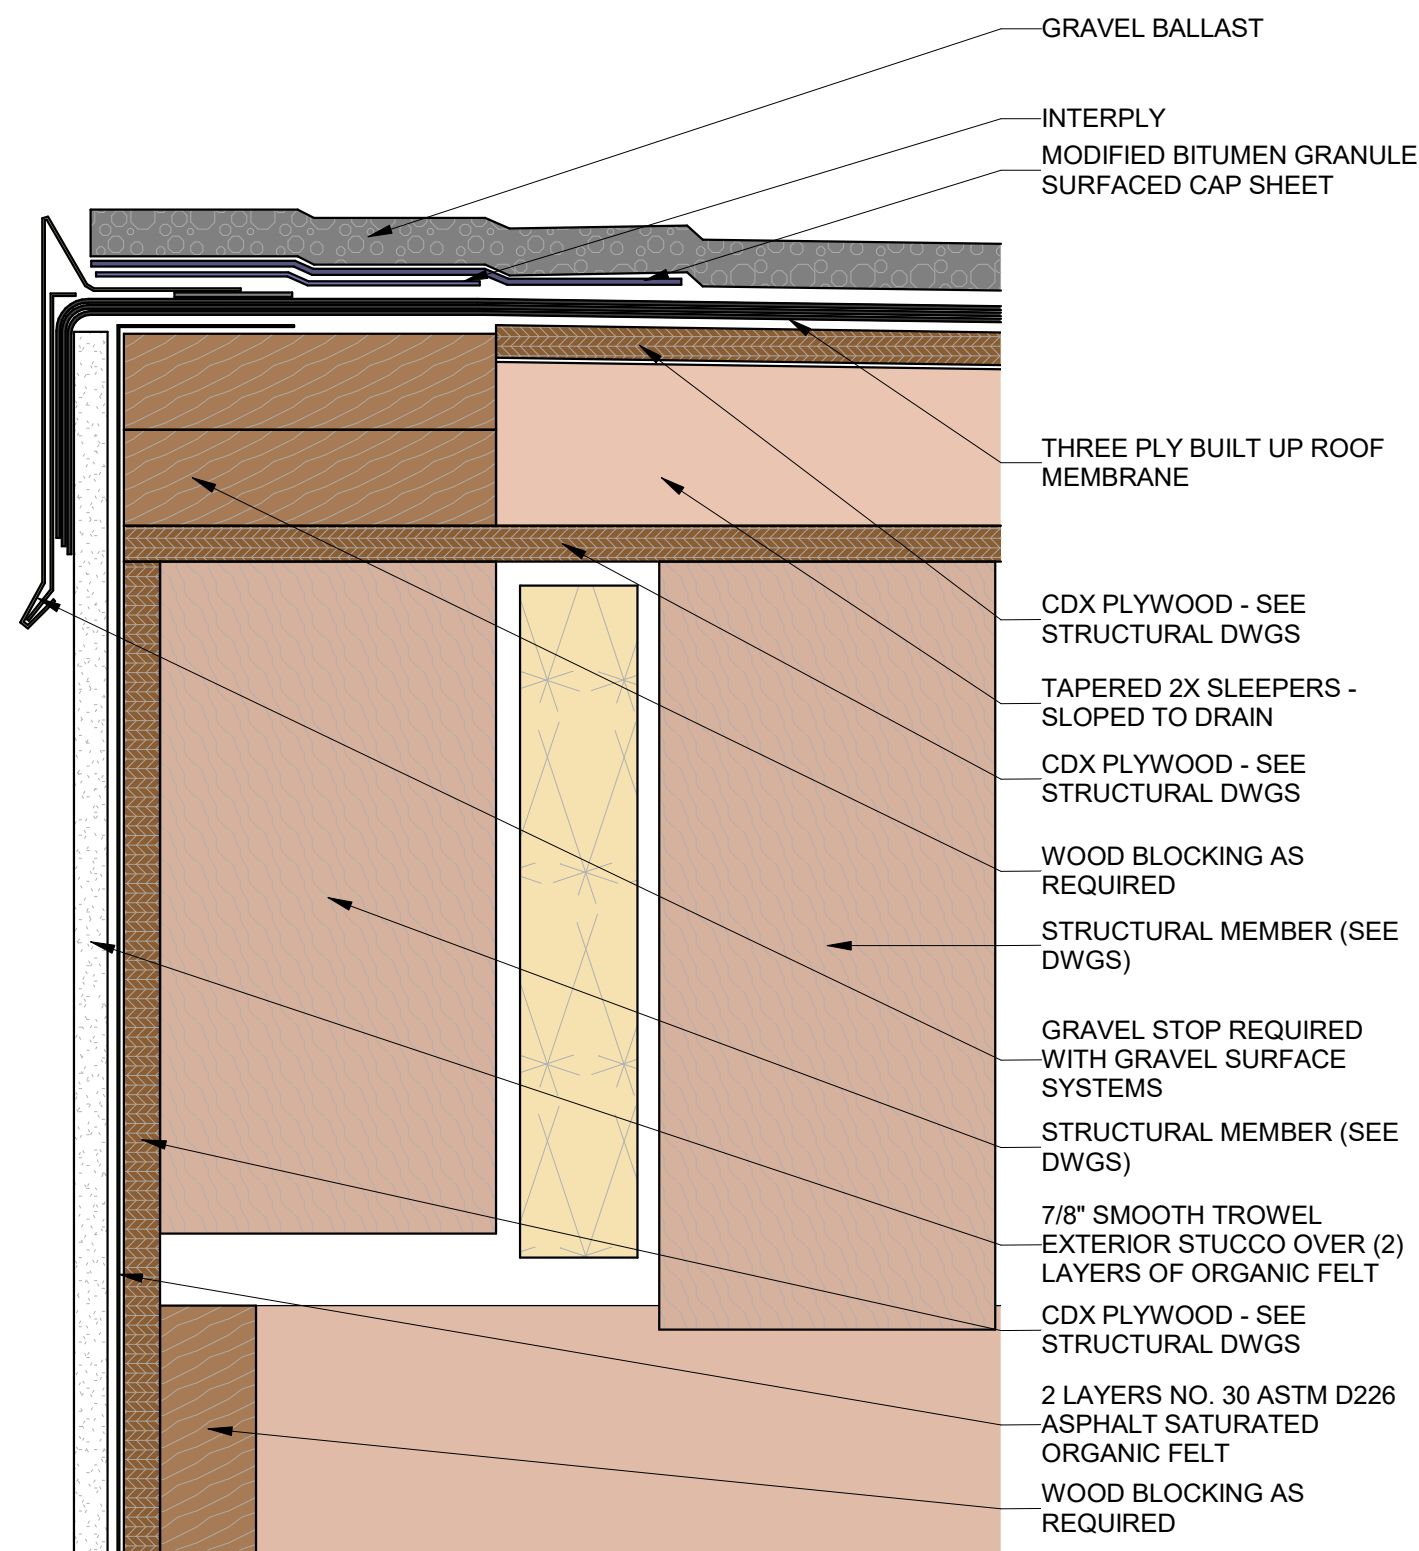 GRAVEL BALLAST
INTERPLY
MODIFIED BITUMEN GRANULE
SURFACED CAP SHEET
THREE PLY BUILT UP ROOF
MEMBRANE
CDX PLYWOOD - SEE
STRUCTURAL DWGS
TAPERED 2X SLEEPERS -
SLOPED TO DRAIN
CDX PLYWOOD - SEE
STRUCTURAL DWGS
WOOD BLOCKING AS
REQUIRED
STRUCTURAL MEMBER (SEE
DWGS)
GRAVEL STOP REQUIRED
WITH GRAVEL SURFACE
SYSTEMS
STRUCTURAL MEMBER (SEE
DWGS)
7/8" SMOOTH TROWEL
EXTERIOR STUCCO OVER (2)
LAYERS OF ORGANIC FELT
CDX PLYWOOD - SEE
STRUCTURAL DWGS
2 LAYERS NO. 30 ASTM D226
ASPHALT SATURATED
ORGANIC FELT
WOOD BLOCKING AS
REQUIRED